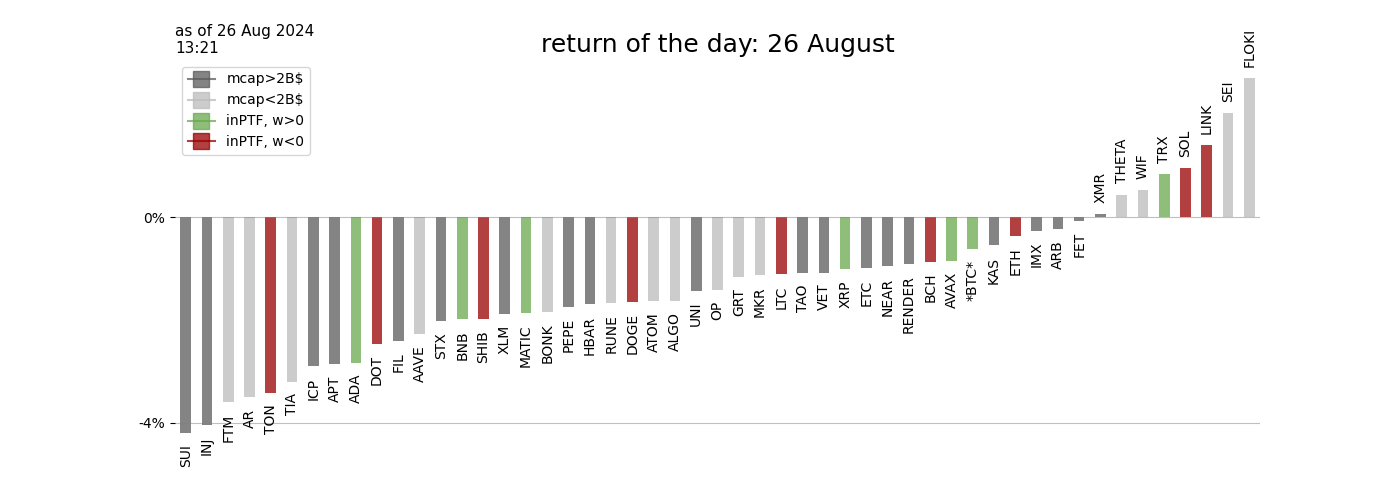 as of 26 Aug 2024
13:21
return of the day: 26 August
mcap>2B$
mcap<2B$
inPTF, w>0
inPTF, w<0
0%
-4%
SUI
INJ
FTM
AR
TON
TIA
ICP
APT
ADA
DOT
FIL
AAVE
STX
BNB
SHIB
XLM
MATIC
BONK
PEPE
HBAR
RUNE
DOGE
ATOM
ALGO
UNI
OP
GRT
MKR
LTC
TAO
VET
XRP
ETC
NEAR
RENDER
BCH
AVAX
*BTC*
KAS
ETH
IMX
ARB
FET
XMR
THETA
WIF
TRX
SOL
LINK
SEI
FLOKI